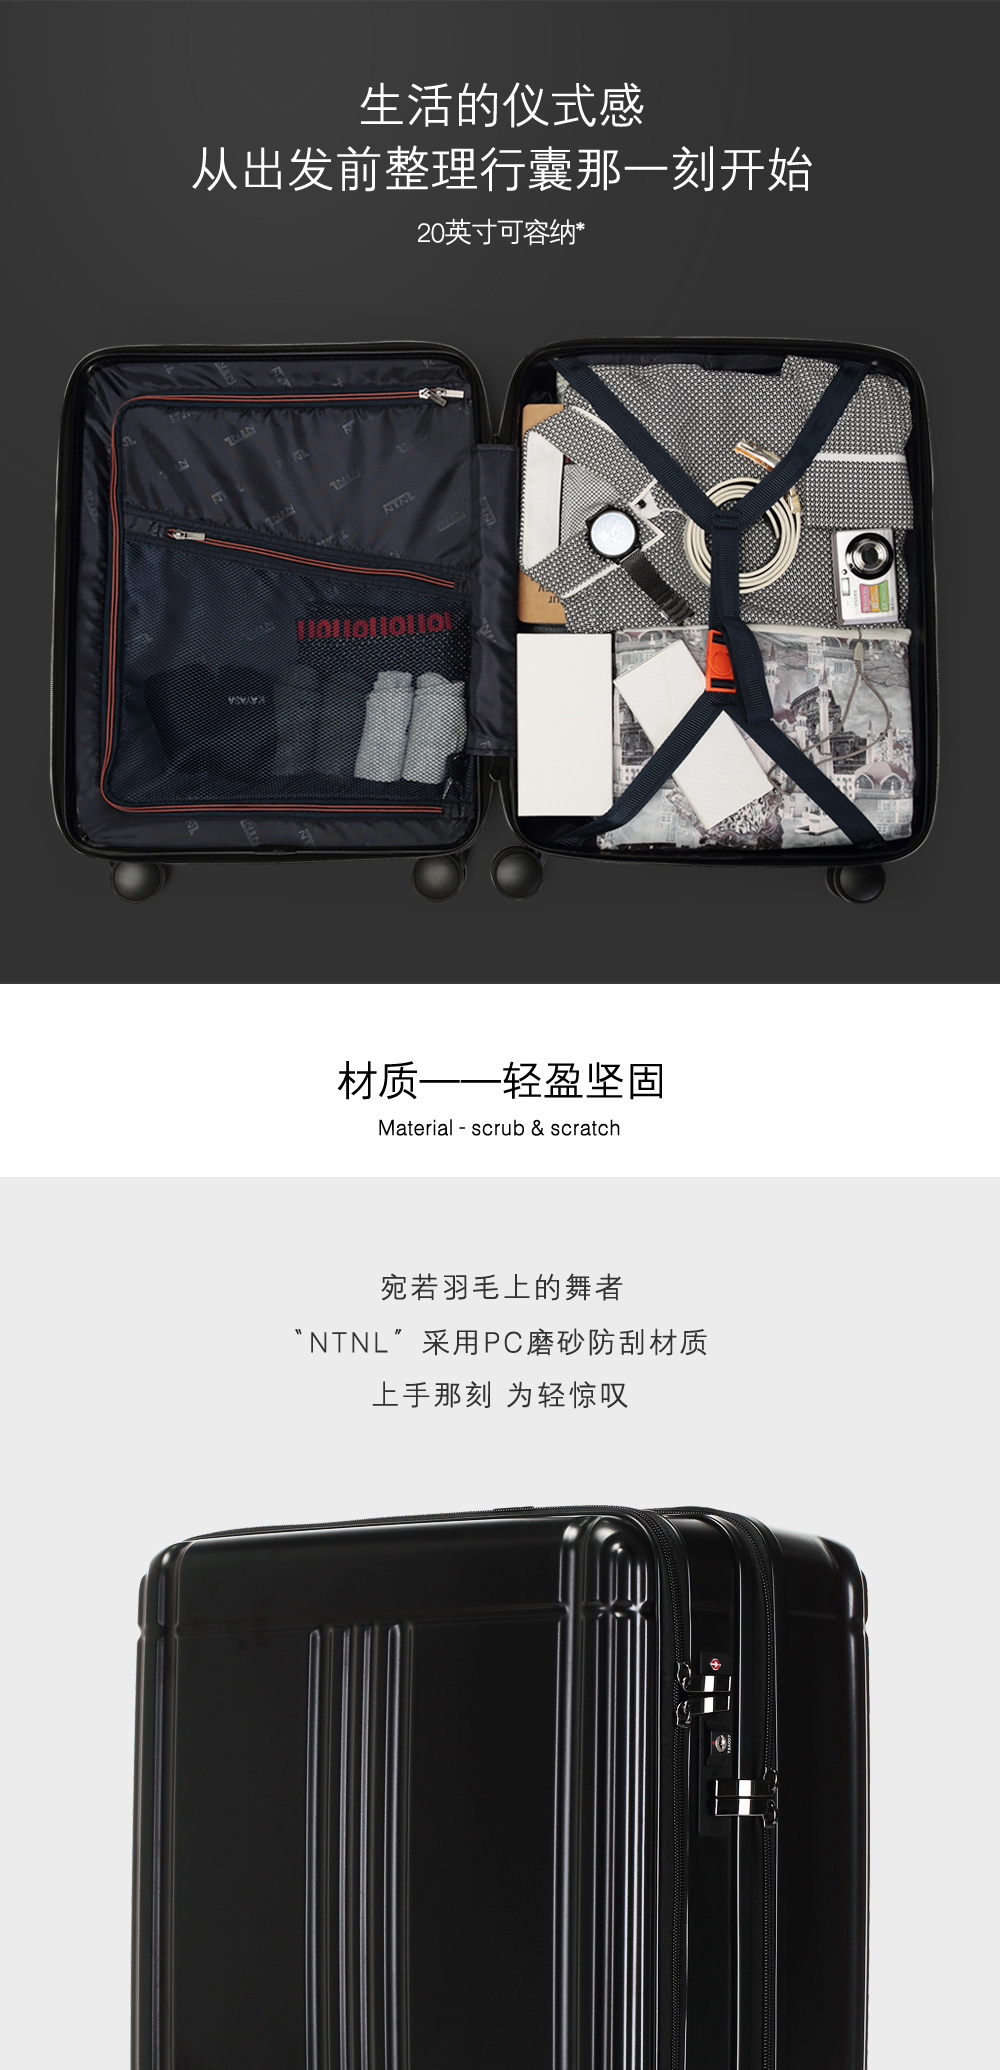 生活的仪式感
从出发前整理行囊那一刻开始
20英寸可容纳*
NTNL
KAYASA
材质——轻盈坚固
Material - scrub & scratch
宛若羽毛上的舞者
〝NTNL〞采用PC磨砂防刮材质
上手那刻 为轻惊叹
TSA007